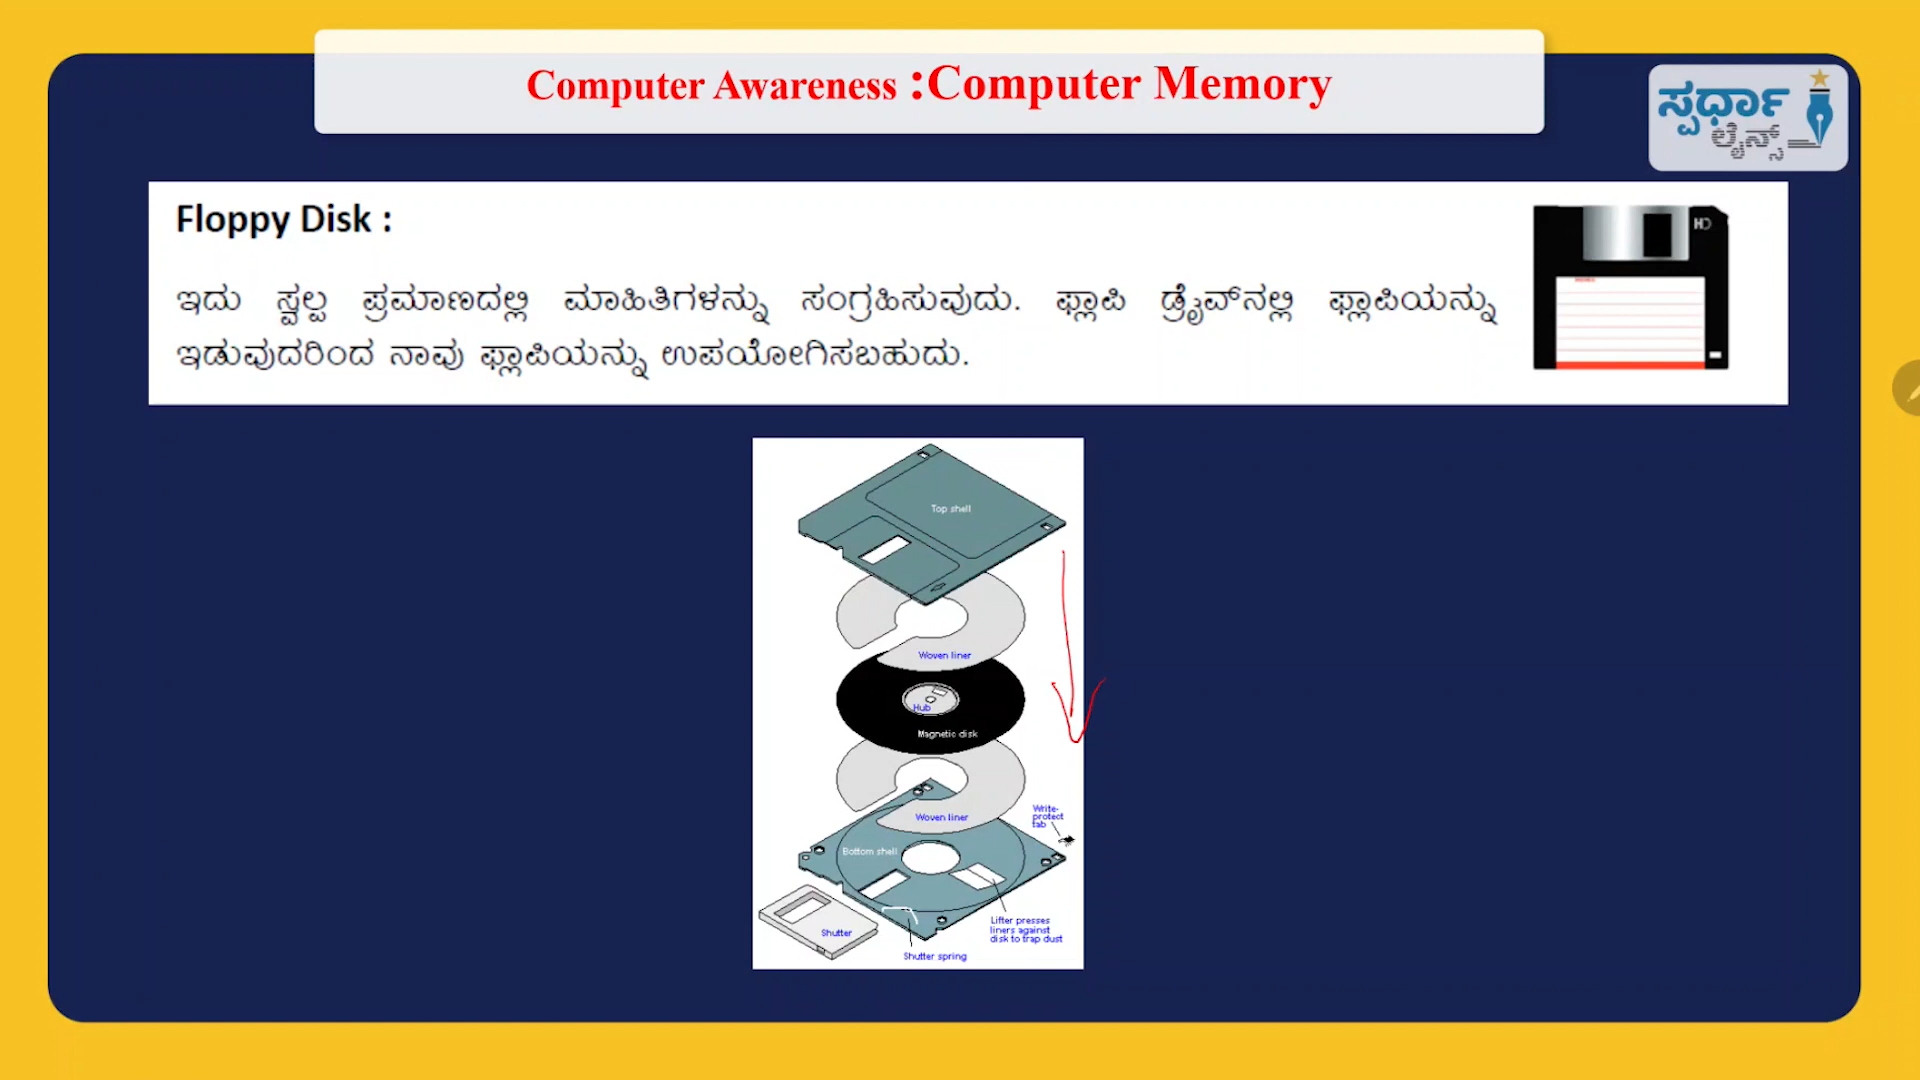 Computer Awareness :Computer Memory
ಸ್ಪರ್ಧಾ
ಲೈನ್ಸ್
Floppy Disk :
HD
ಇದು ಸ್ವಲ್ಪ ಪ್ರಮಾಣದಲ್ಲಿ ಮಾಹಿತಿಗಳನ್ನು ಸಂಗ್ರಹಿಸುವುದು. ಫ್ಲಾಪಿ ಡ್ರೈವ್‌ನಲ್ಲಿ ಫ್ಲಾಪಿಯನ್ನು
ಇಡುವುದರಿಂದ ನಾವು ಫ್ಲಾಪಿಯನ್ನು ಉಪಯೋಗಿಸಬಹುದು.
Top shell
Woven liner
Hub
Magnetic disk
Write-
protect
tab
Woven liner
Bottom shell
Lifter presses
liners against
disk to trap dust
Shutter
Shutter spring